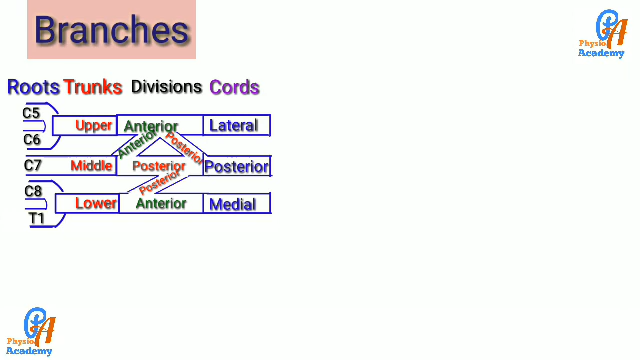 Branches
Physio
Academy
Roots Trunks Divisions Cords
C5
Upper Anterior Lateral
C6
Anterior Posterior
C7 Middle Posterior Posterior
Posterior
C8
Lower Anterior Medial
T1
Physio
Academy